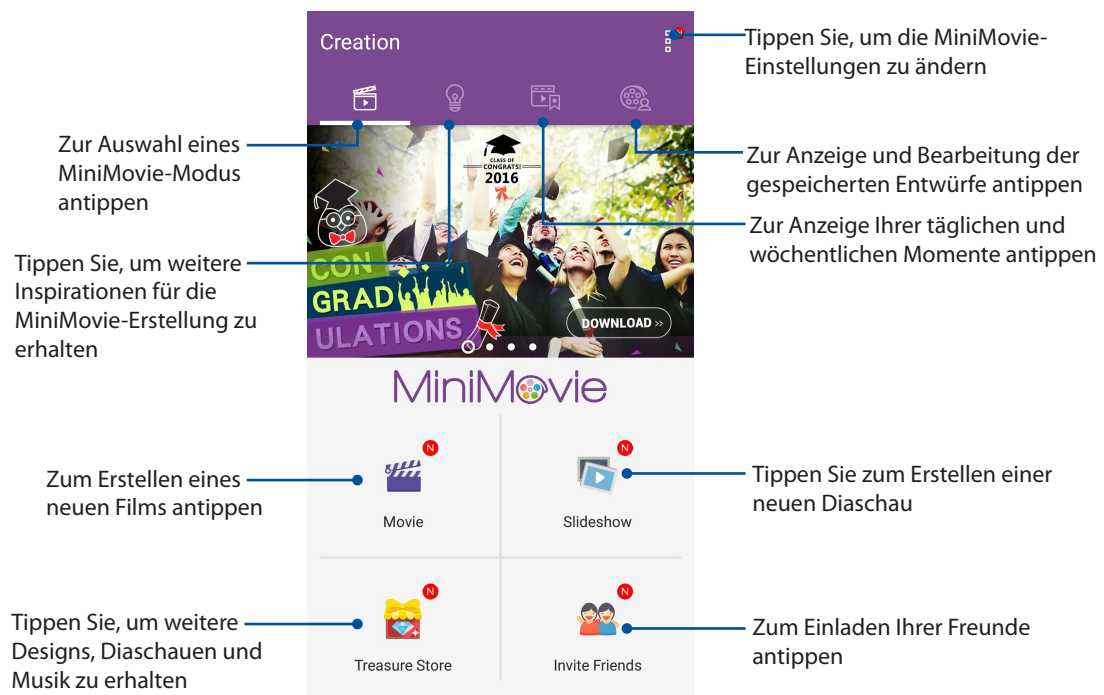 Creation
N
Tippen Sie, um die MiniMovie-
Einstellungen zu ändern
Zur Auswahl eines
MiniMovie-Modus
antippen
CLASS OF
CONGRATS!
2016
Zur Anzeige und Bearbeitung der
gespeicherten Entwürfe antippen
Zur Anzeige Ihrer täglichen und
wöchentlichen Momente antippen
Tippen Sie, um weitere
Inspirationen für die
MiniMovie-Erstellung zu
erhalten
CON
GRAD
ULATIONS
DOWNLOAD >>
MiniMovie
Zum Erstellen eines
neuen Films antippen
N
Movie
N
Slideshow
Tippen Sie zum Erstellen einer
neuen Diaschau
Tippen Sie, um weitere
Designs, Diaschauen und
Musik zu erhalten
N
Treasure Store
N
Invite Friends
Zum Einladen Ihrer Freunde
antippen